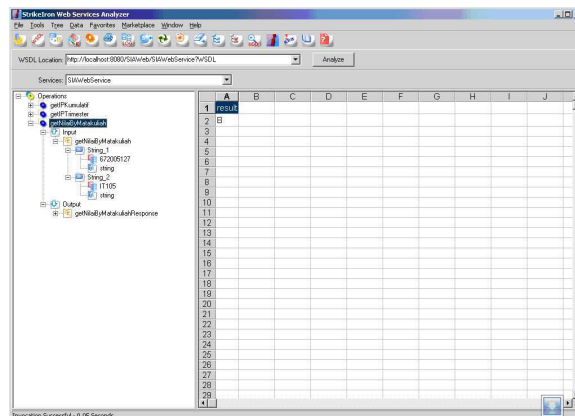 StrikeIron Web Services Analyzer
File Tools Tree Data Favorites Marketplace Window Help
WSDL Location: http://localhost:8080/SIAWeb/SIAWebService?WSDL Analyze
Services: SIAWebService
Operations
getIPKumulatif
getIPTrimester
getNilaiByMatakuliah
Input
getNilaiByMatakuliah
String_1
672005127
string
String_2
IT105
string
Output
getNilaiByMatakuliahResponse
A B C D E F G H I J
1 result
2 B
3
4
5
6
7
8
9
10
11
12
13
14
15
16
17
18
19
20
21
22
23
24
25
26
27
28
29
Invocation Successful - 0.05 Seconds